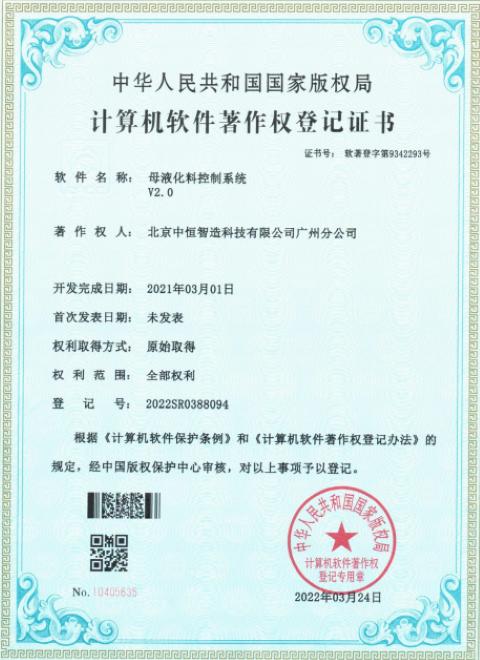 中华人民共和国国家版权局
计算机软件著作权登记证书
证书号： 软著登字第9342293号
软 件 名 称： 母液化料控制系统
V2.0
著 作 权 人： 北京中恒智造科技有限公司广州分公司
开发完成日期： 2021年03月01日
首次发表日期： 未发表
权利取得方式： 原始取得
权 利 范 围： 全部权利
登 记 号： 2022SR0388094
根据《计算机软件保护条例》和《计算机软件著作权登记办法》的
规定，经中国版权保护中心审核，对以上事项予以登记。
中华人民共和国国家版权局
计算机软件著作权
登记专用章
No. 10405635
2022年03月24日